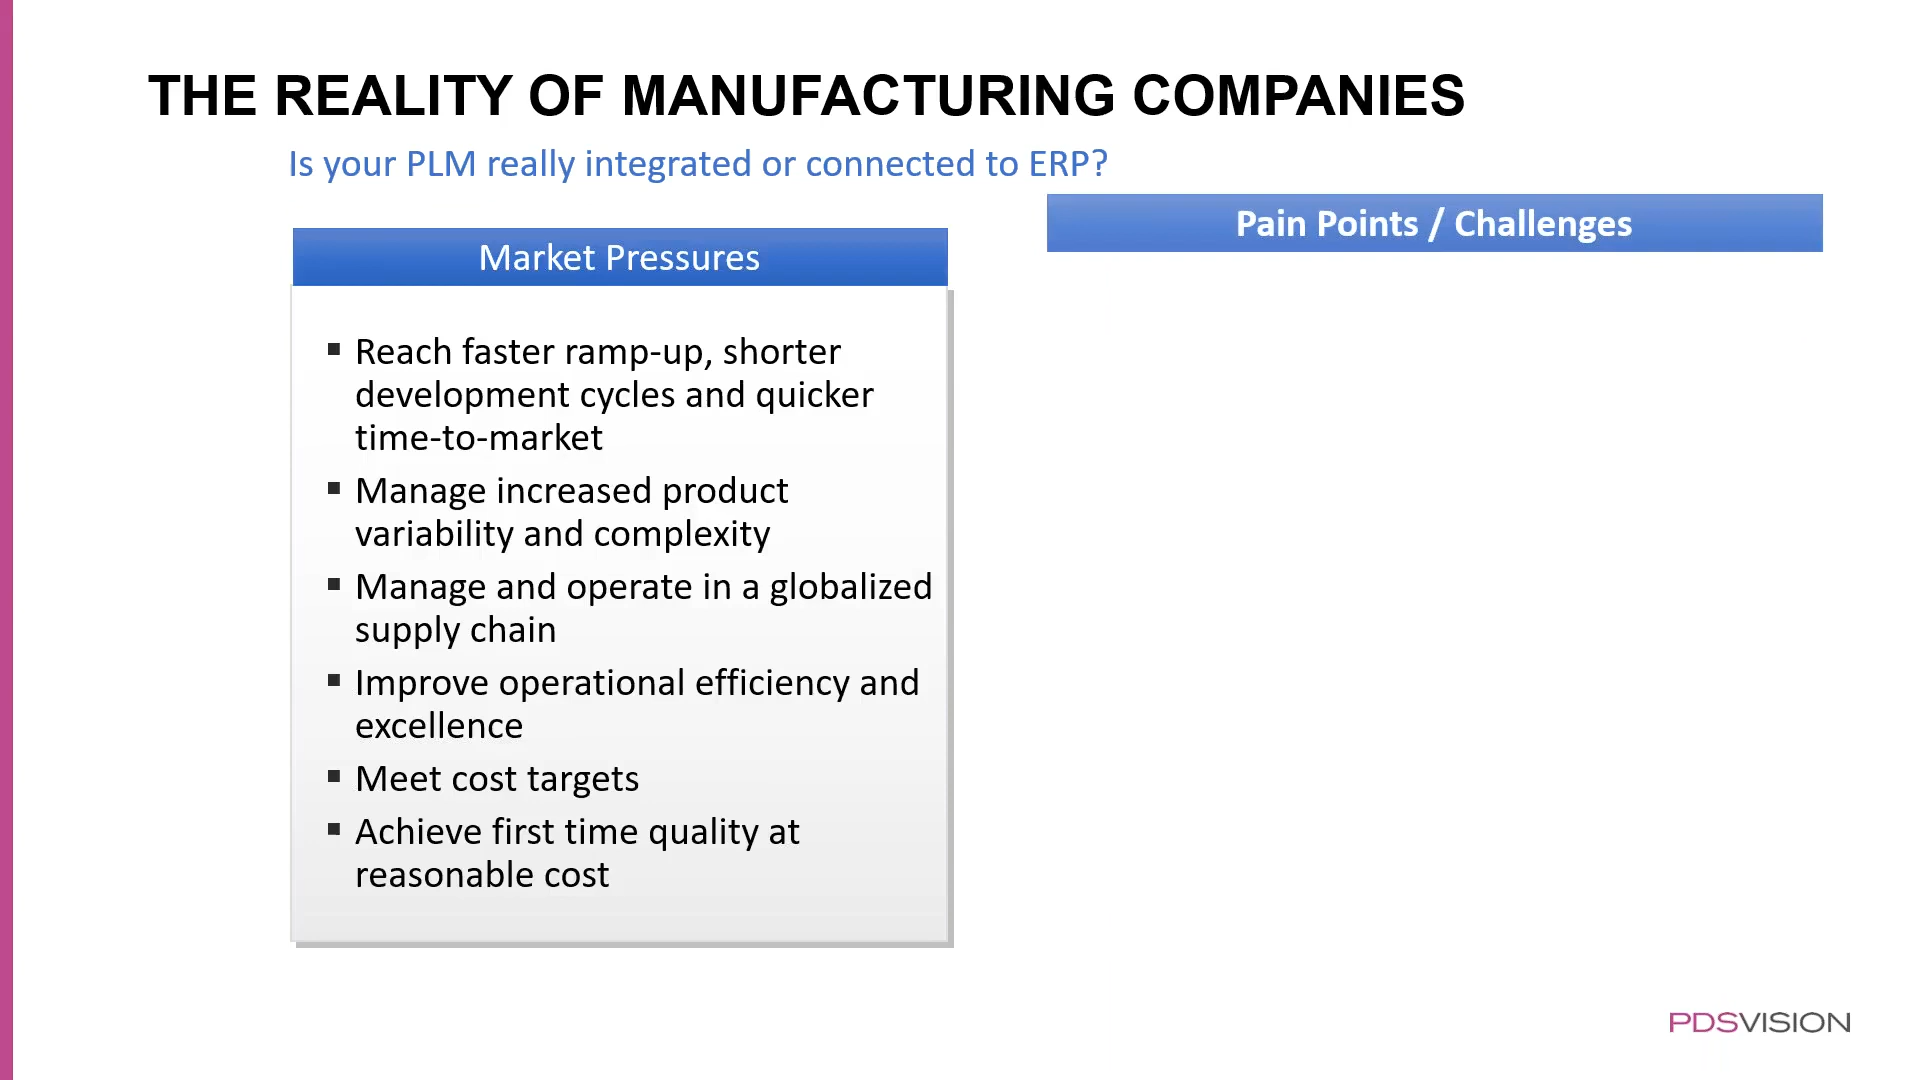 THE REALITY OF MANUFACTURING COMPANIES
Is your PLM really integrated or connected to ERP?
Market Pressures
▪ Reach faster ramp-up, shorter
development cycles and quicker
time-to-market
▪ Manage increased product
variability and complexity
▪ Manage and operate in a globalized
supply chain
▪ Improve operational efficiency and
excellence
▪ Meet cost targets
▪ Achieve first time quality at
reasonable cost
Pain Points / Challenges
PDSVISION